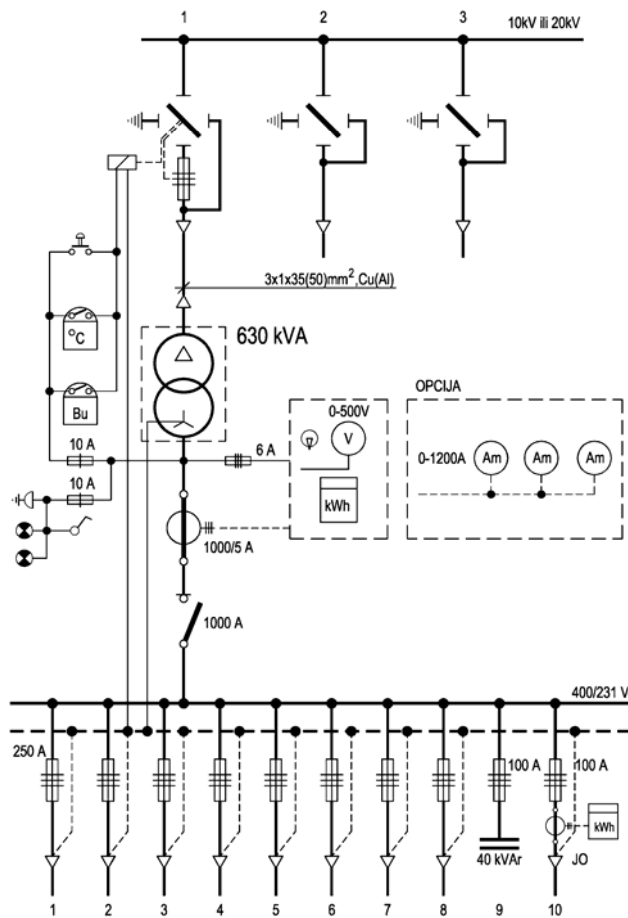 1 2 3 10kV ili 20kV
3x1x35(50)mm²,Cu(Al)
630 kVA
°C
OPCIJA
0-500V
Bu
V
0-1200A Am Am Am
10 A
6 A
10 A
kWh
1000/5 A
1000 A
400/231 V
250 A 100 A 100 A
kWh
40 kVAr JO
1 2 3 4 5 6 7 8 9 10